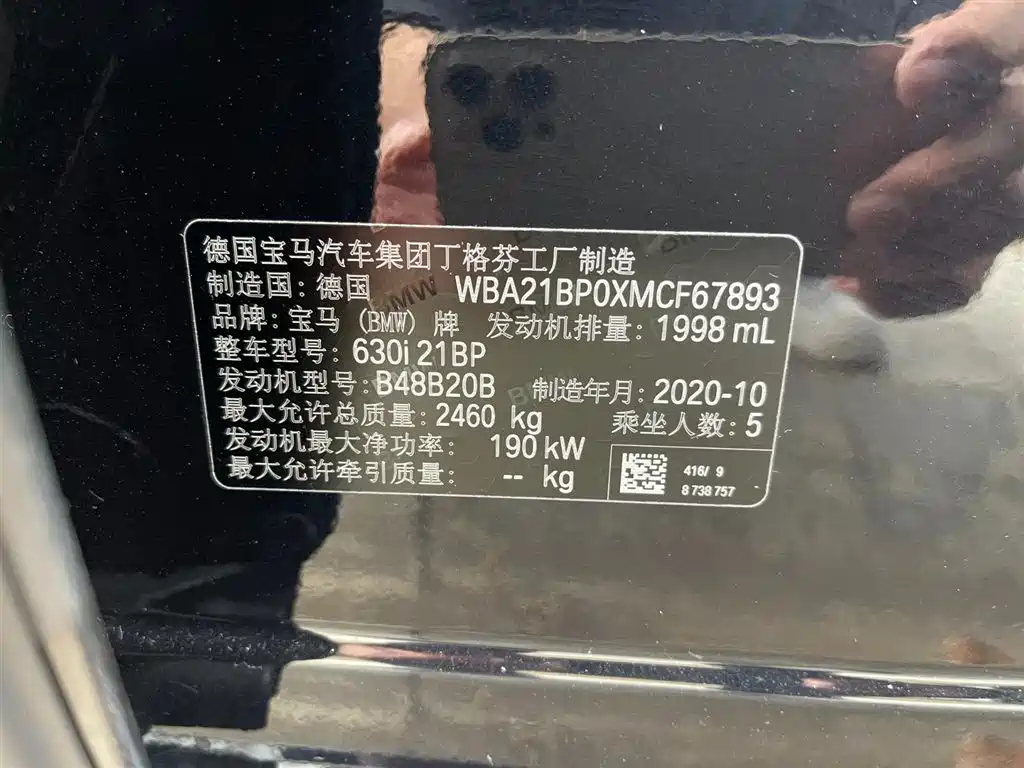 德国宝马汽车集团丁格芬工厂制造
制造国: 德国 WBA21BP0XMCF67893
品牌: 宝马 (BMW) 牌 发动机排量: 1998 mL
整车型号: 630i 21BP
发动机型号: B48B20B 制造年月: 2020-10
最大允许总质量: 2460 kg 乘坐人数: 5
发动机最大净功率: 190 kW
最大允许牵引质量: -- kg
416/ 9
8 738 757